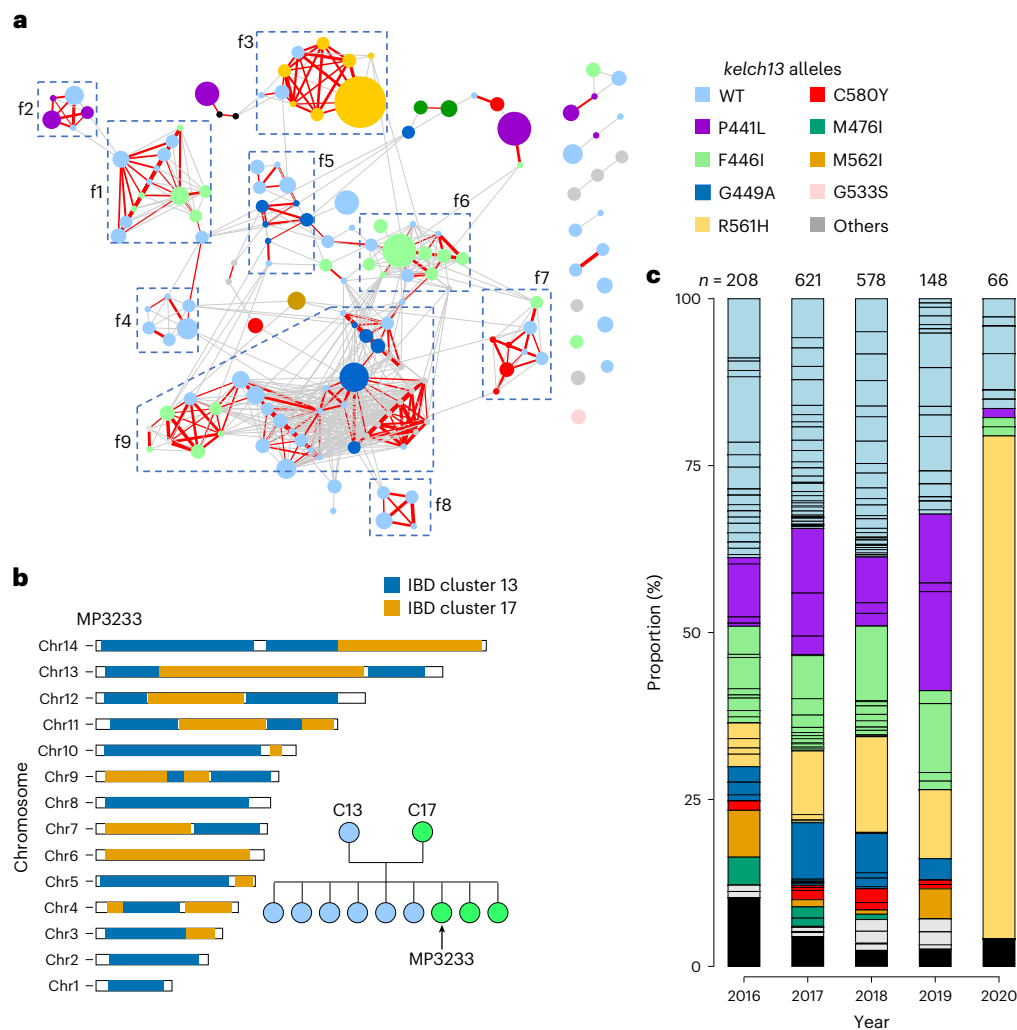 a
f3
f2
f1
f5
f6
f7
f4
f9
f8
kelch13 alleles
WT
P441L
F446I
G449A
R561H
C580Y
M476I
M562I
G533S
Others
b
IBD cluster 13
IBD cluster 17
MP3233
Chromosome
Chr14
Chr13
Chr12
Chr11
Chr10
Chr9
Chr8
Chr7
Chr6
Chr5
Chr4
Chr3
Chr2
Chr1
C13
C17
MP3233
c
n = 208 621 578 148 66
Proportion (%)
100
75
50
25
0
2016 2017 2018 2019 2020
Year